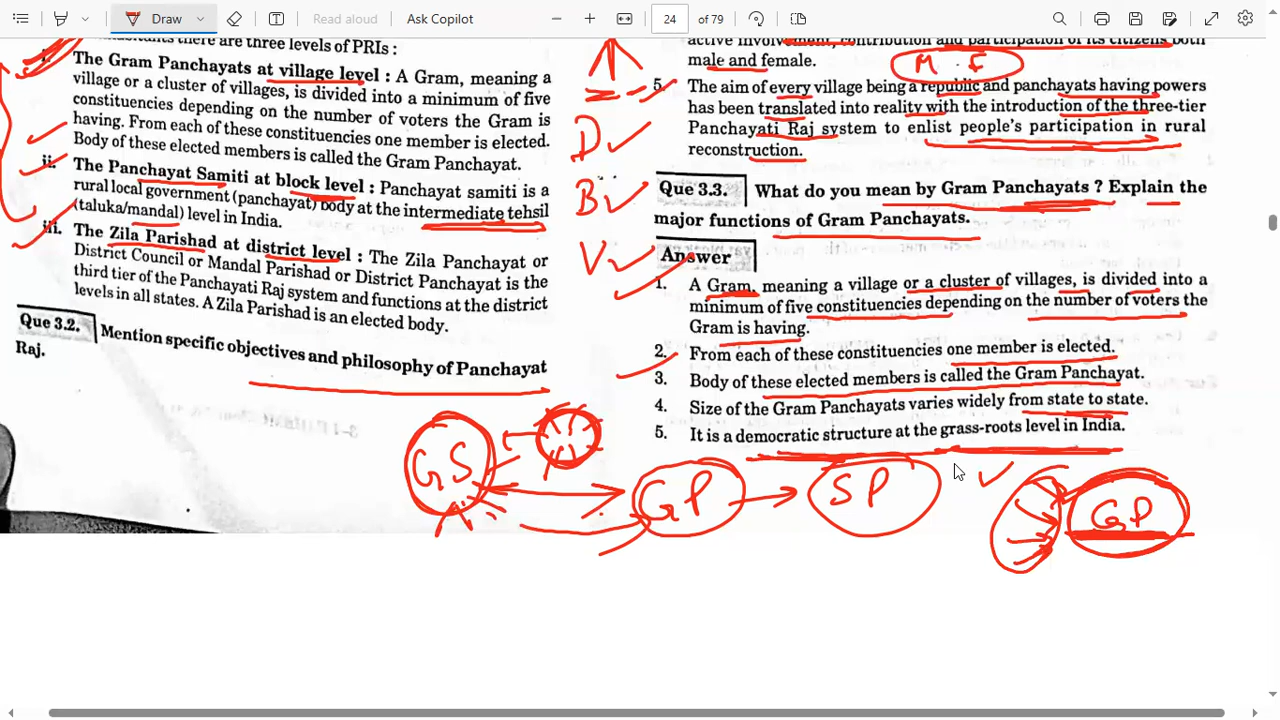 Draw
Read aloud
Ask Copilot
24 of 79
there are three levels of PRIs :
The Gram Panchayats at village level : A Gram, meaning a
village or a cluster of villages, is divided into a minimum of five
constituencies depending on the number of voters the Gram is
having. From each of these constituencies one member is elected.
Body of these elected members is called the Gram Panchayat.
ii. The Panchayat Samiti at block level : Panchayat samiti is a
rural local government (panchayat) body at the intermediate tehsil
(taluka/mandal) level in India.
iii. The Zila Parishad at district level : The Zila Panchayat or
District Council or Mandal Parishad or District Panchayat is the
third tier of the Panchayati Raj system and functions at the district
levels in all states. A Zila Parishad is an elected body.
Que 3.2. Mention specific objectives and philosophy of Panchayat
Raj.
GS
D
B
V
active involvement, contribution and participation of its citizens both
male and female.
M . F
5. The aim of every village being a republic and panchayats having powers
has been translated into reality with the introduction of the three-tier
Panchayati Raj system to enlist people's participation in rural
reconstruction.
Que 3.3. What do you mean by Gram Panchayats ? Explain the
major functions of Gram Panchayats.
Answer
1. A Gram, meaning a village or a cluster of villages, is divided into a
minimum of five constituencies depending on the number of voters the
Gram is having.
2. From each of these constituencies one member is elected.
3. Body of these elected members is called the Gram Panchayat.
4. Size of the Gram Panchayats varies widely from state to state.
5. It is a democratic structure at the grass-roots level in India.
GP
SP
GP